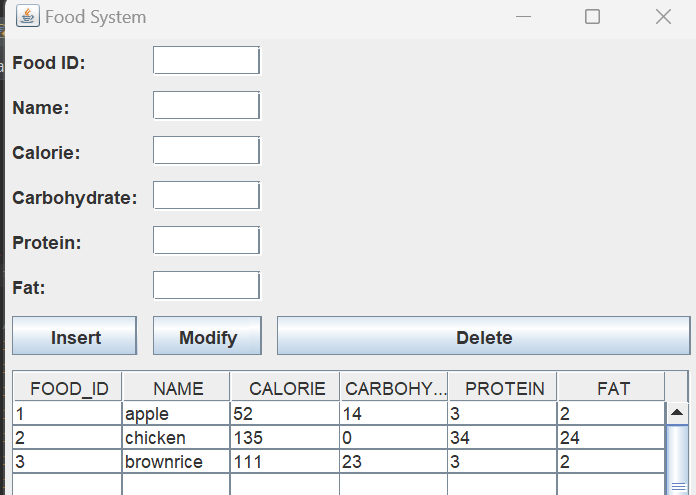 Food System
Food ID:
Name:
Calorie:
Carbohydrate:
Protein:
Fat:
Insert Modify Delete
FOOD_ID NAME CALORIE CARBOHY... PROTEIN FAT
1 apple 52 14 3 2
2 chicken 135 0 34 24
3 brownrice 111 23 3 2